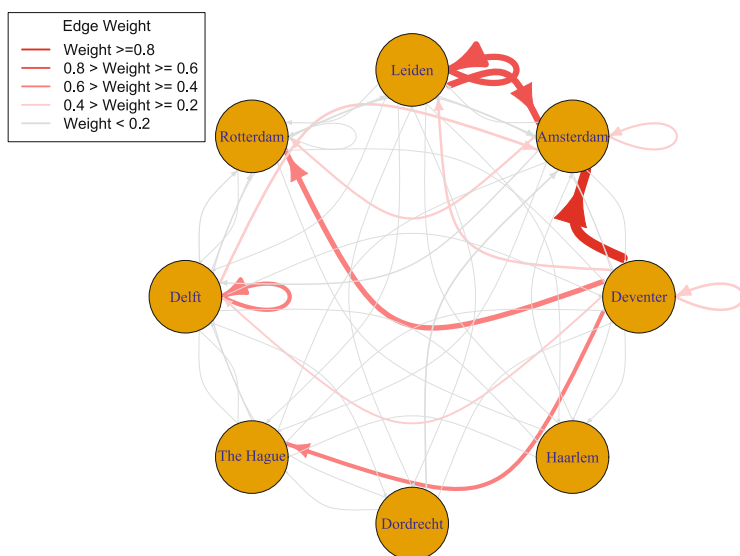 Edge Weight
Weight >=0.8
0.8 > Weight >= 0.6
0.6 > Weight >= 0.4
0.4 > Weight >= 0.2
Weight < 0.2
Leiden
Rotterdam
Amsterdam
Delft
Deventer
The Hague
Haarlem
Dordrecht